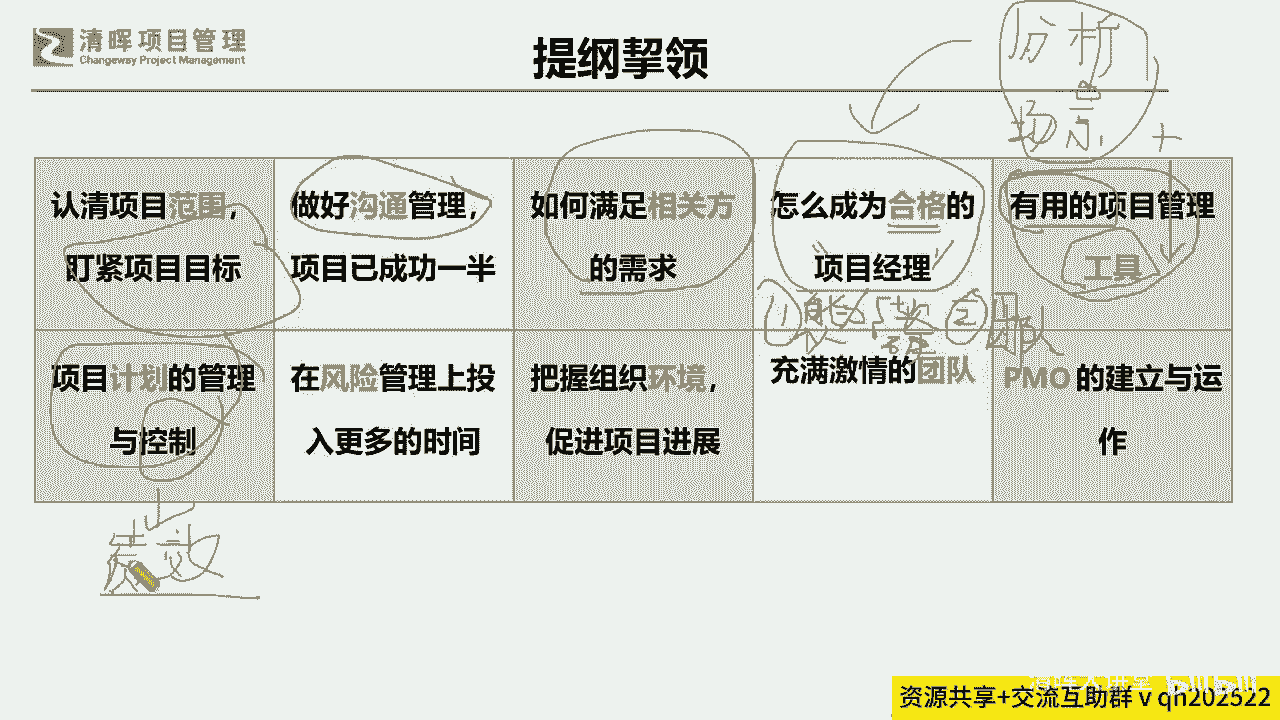 清晖项目管理
Changeway Project Management
提纲挈领
分析
场景 +
认清项目范围，
盯紧项目目标
做好沟通管理，
项目已成功一半
如何满足相关方
的需求
怎么成为合格的
项目经理
有用的项目管理
工具
① ② 团队
项目计划的管理
与控制
在风险管理上投
入更多的时间
把握组织环境，
促进项目进展
充满激情的团队
PMO 的建立与运
作
绩效
清晖大讲堂 bilibili
资源共享+交流互助群 v qh202522